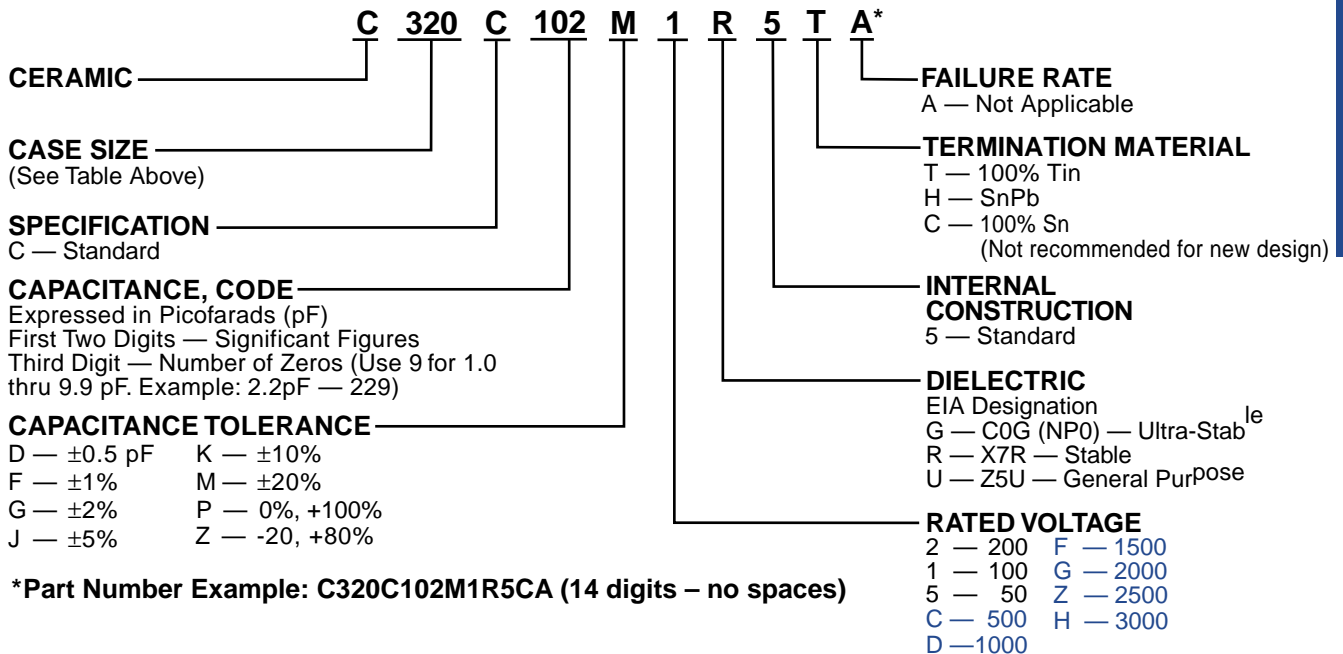 C 320 C 102 M 1 R 5 T A*
CERAMIC
CASE SIZE
(See Table Above)
SPECIFICATION
C — Standard
CAPACITANCE, CODE
Expressed in Picofarads (pF)
First Two Digits — Significant Figures
Third Digit — Number of Zeros (Use 9 for 1.0
thru 9.9 pF. Example: 2.2pF — 229)
CAPACITANCE TOLERANCE
D — ±0.5 pF K — ±10%
F — ±1% M — ±20%
G — ±2% P — 0%, +100%
J — ±5% Z — -20, +80%
*Part Number Example: C320C102M1R5CA (14 digits – no spaces)
FAILURE RATE
A — Not Applicable
TERMINATION MATERIAL
T — 100% Tin
H — SnPb
C — 100% Sn
(Not recommended for new design)
INTERNAL
CONSTRUCTION
5 — Standard
DIELECTRIC
EIA Designation
G — C0G (NP0) — Ultra-Stable
R — X7R — Stable
U — Z5U — General Purpose
RATED VOLTAGE
2 — 200 F — 1500
1 — 100 G — 2000
5 — 50 Z — 2500
C — 500 H — 3000
D —1000